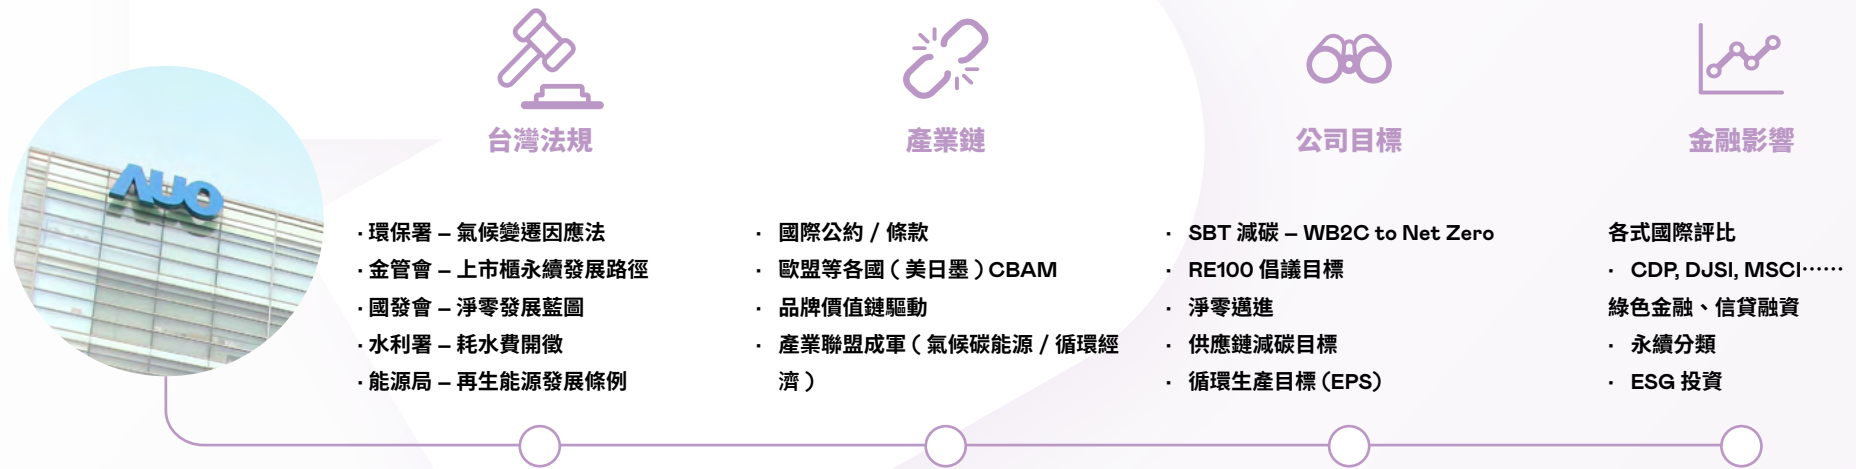 AUO
台灣法規
· 環保署 – 氣候變遷因應法
· 金管會 – 上市櫃永續發展路徑
· 國發會 – 淨零發展藍圖
· 水利署 – 耗水費開徵
· 能源局 – 再生能源發展條例
產業鏈
· 國際公約 / 條款
· 歐盟等各國 ( 美日墨 ) CBAM
· 品牌價值鏈驅動
· 產業聯盟成軍 ( 氣候碳能源 / 循環經
濟 )
公司目標
· SBT 減碳 – WB2C to Net Zero
· RE100 倡議目標
· 淨零邁進
· 供應鏈減碳目標
· 循環生產目標 (EPS)
金融影響
各式國際評比
· CDP, DJSI, MSCI⋯⋯
綠色金融、信貸融資
· 永續分類
· ESG 投資